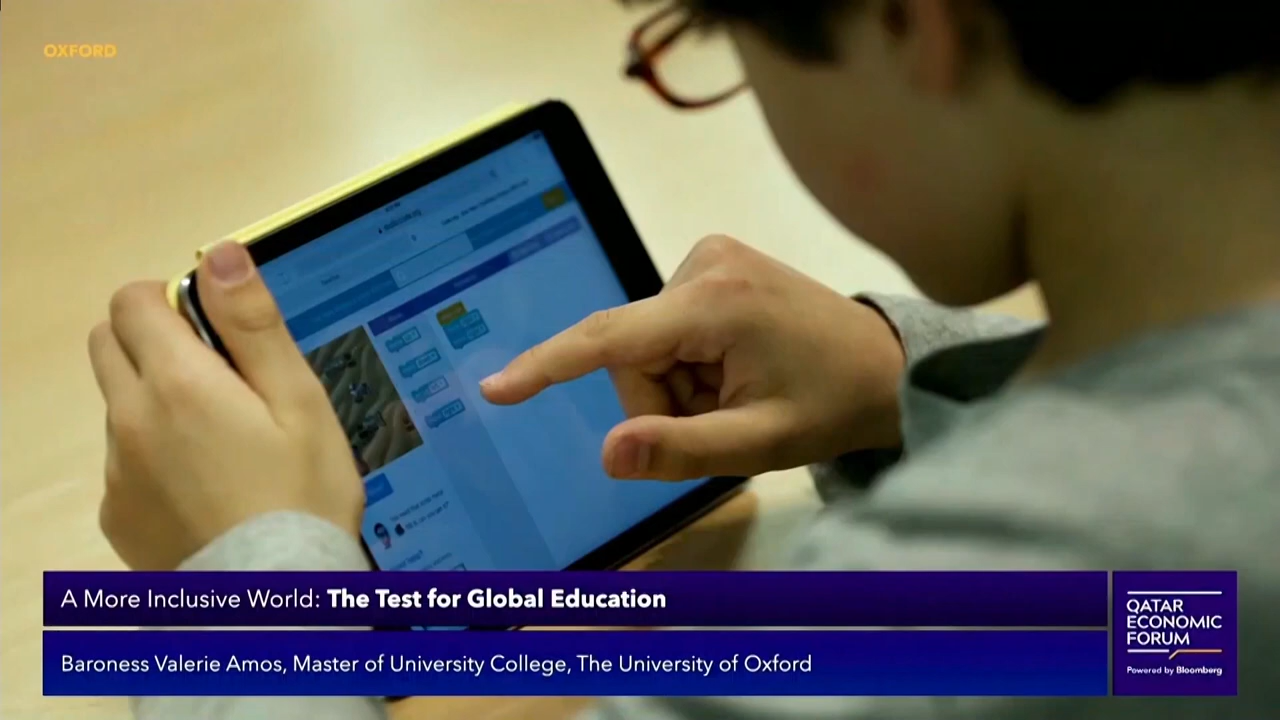 OXFORD
A More Inclusive World: The Test for Global Education
Baroness Valerie Amos, Master of University College, The University of Oxford
QATAR
ECONOMIC
FORUM
Powered by Bloomberg